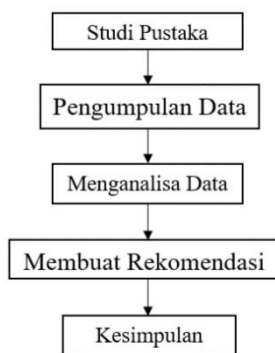 Studi Pustaka
Pengumpulan Data
Menganalisa Data
Membuat Rekomendasi
Kesimpulan